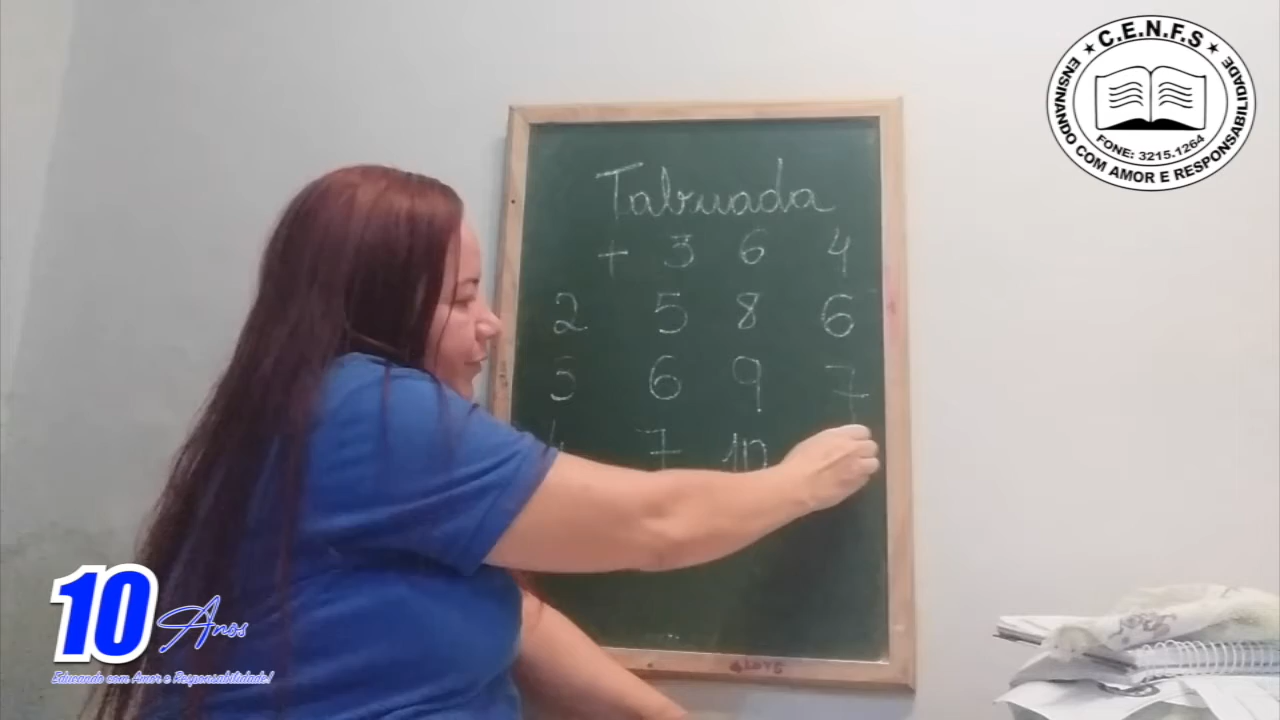 ★ C.E.N.F.S ★
ENSINANDO COM AMOR E RESPONSABILIDADE
FONE: 3215.1264
Tabuada
+ 3 6 4
2 5 8 6
3 6 9 7
4 7 10
10 Anos
Educando com Amor e Responsabilidade!